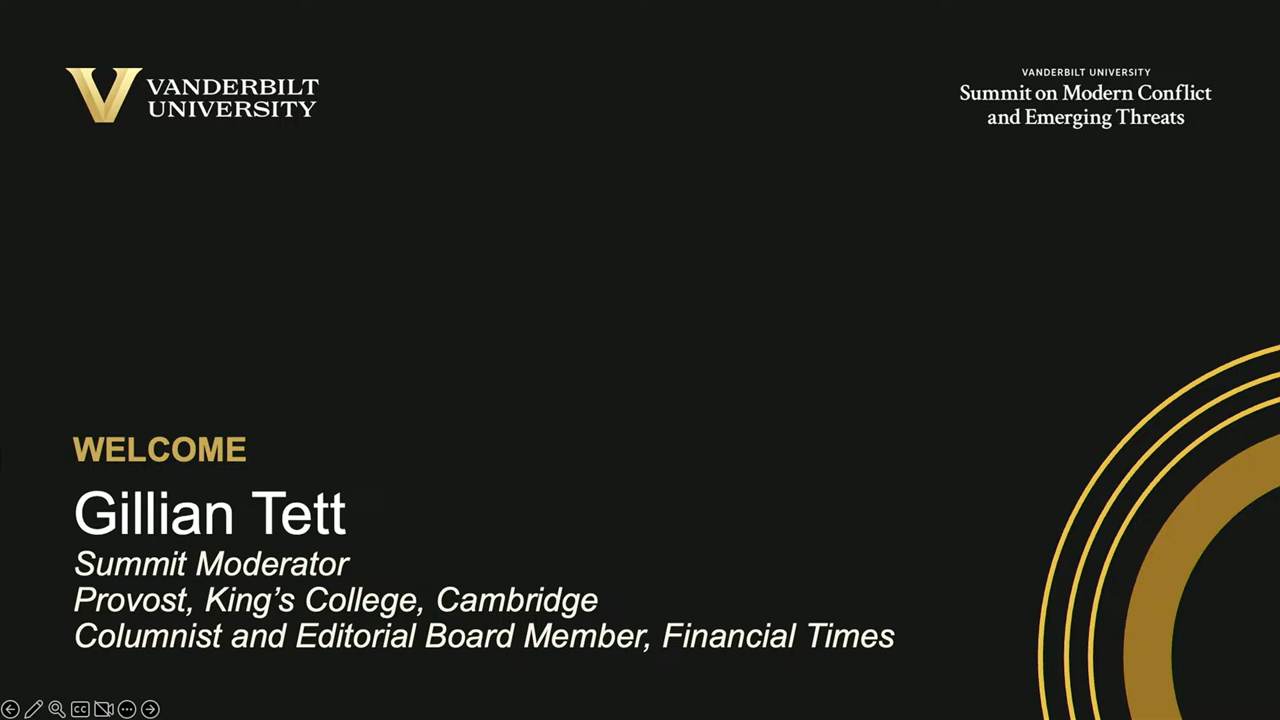 VANDERBILT
UNIVERSITY
VANDERBILT UNIVERSITY
Summit on Modern Conflict
and Emerging Threats
WELCOME
Gillian Tett
Summit Moderator
Provost, King’s College, Cambridge
Columnist and Editorial Board Member, Financial Times
CC